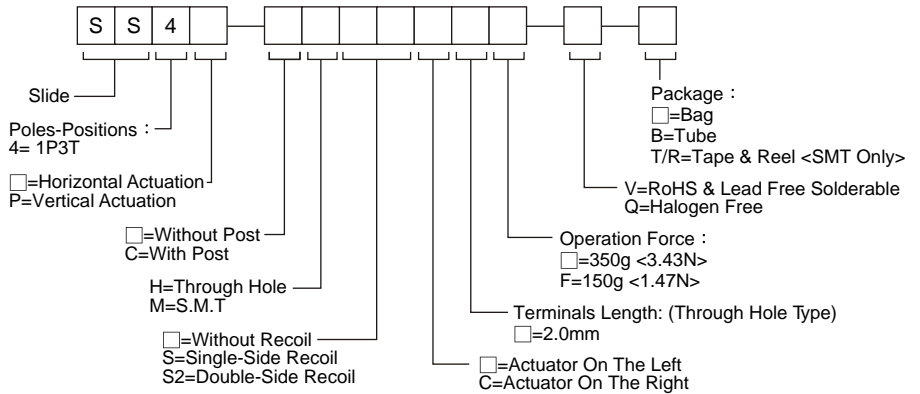 S S 4
Slide
Poles-Positions：
4= 1P3T
□=Horizontal Actuation
P=Vertical Actuation
□=Without Post
C=With Post
H=Through Hole
M=S.M.T
□=Without Recoil
S=Single-Side Recoil
S2=Double-Side Recoil
□=Actuator On The Left
C=Actuator On The Right
Terminals Length: (Through Hole Type)
□=2.0mm
Operation Force：
□=350g <3.43N>
F=150g <1.47N>
V=RoHS & Lead Free Solderable
Q=Halogen Free
Package：
□=Bag
B=Tube
T/R=Tape & Reel <SMT Only>